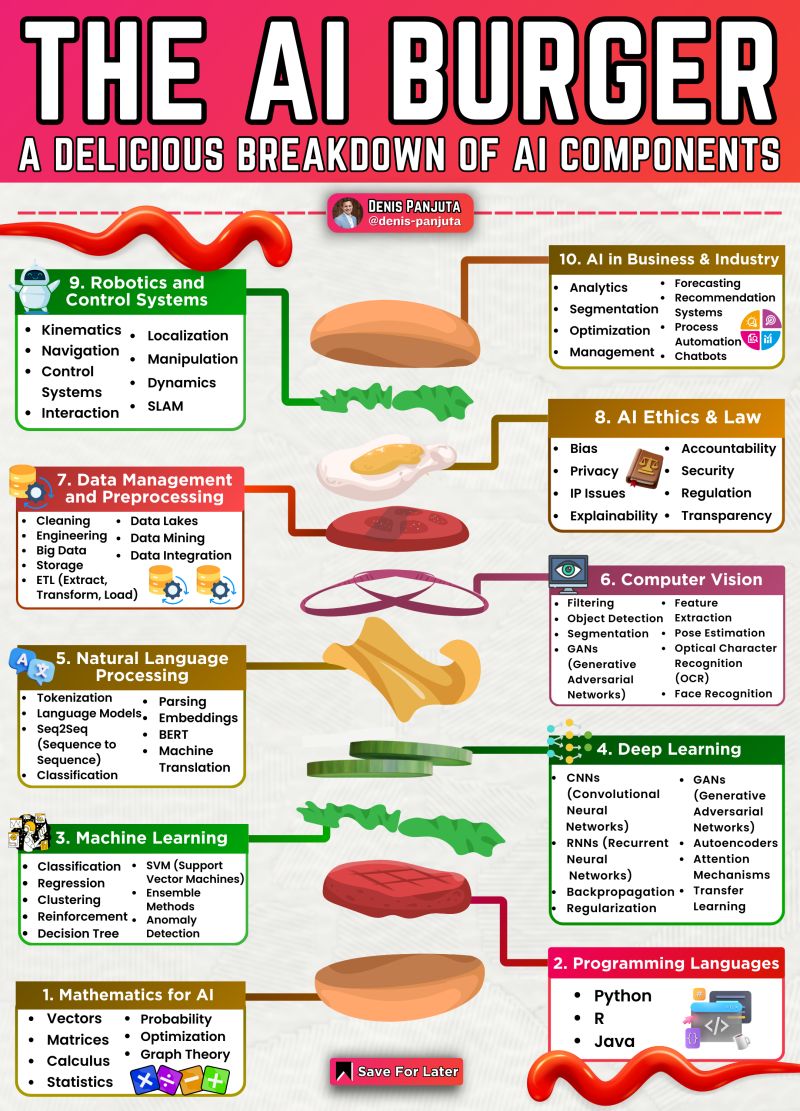 THE AI BURGER
A DELICIOUS BREAKDOWN OF AI COMPONENTS
DENIS PANJUTA
@denis-panjuta
9. Robotics and
Control Systems
• Kinematics
• Navigation
• Control
Systems
• Interaction
• Localization
• Manipulation
• Dynamics
• SLAM
10. AI in Business & Industry
• Analytics
• Segmentation
• Optimization
• Management
• Forecasting
• Recommendation
Systems
• Process
Automation
• Chatbots
8. AI Ethics & Law
• Bias
• Privacy
• IP Issues
• Explainability
• Accountability
• Security
• Regulation
• Transparency
7. Data Management
and Preprocessing
• Cleaning
• Engineering
• Big Data
• Storage
• ETL (Extract,
Transform, Load)
• Data Lakes
• Data Mining
• Data Integration
6. Computer Vision
• Filtering
• Object Detection
• Segmentation
• GANs
(Generative
Adversarial
Networks)
• Feature
Extraction
• Pose Estimation
• Optical Character
Recognition
(OCR)
• Face Recognition
5. Natural Language
Processing
• Tokenization
• Language Models
• Seq2Seq
(Sequence to
Sequence)
• Classification
• Parsing
• Embeddings
• BERT
• Machine
Translation
4. Deep Learning
• CNNs
(Convolutional
Neural
Networks)
• RNNs (Recurrent
Neural
Networks)
• Backpropagation
• Regularization
• GANs
(Generative
Adversarial
Networks)
• Autoencoders
• Attention
Mechanisms
• Transfer
Learning
3. Machine Learning
• Classification
• Regression
• Clustering
• Reinforcement
• Decision Tree
• SVM (Support
Vector Machines)
• Ensemble
Methods
• Anomaly
Detection
2. Programming Languages
• Python
• R
• Java
</>
{}
1. Mathematics for AI
• Vectors
• Matrices
• Calculus
• Statistics
• Probability
• Optimization
• Graph Theory
× ÷ − +
Save For Later